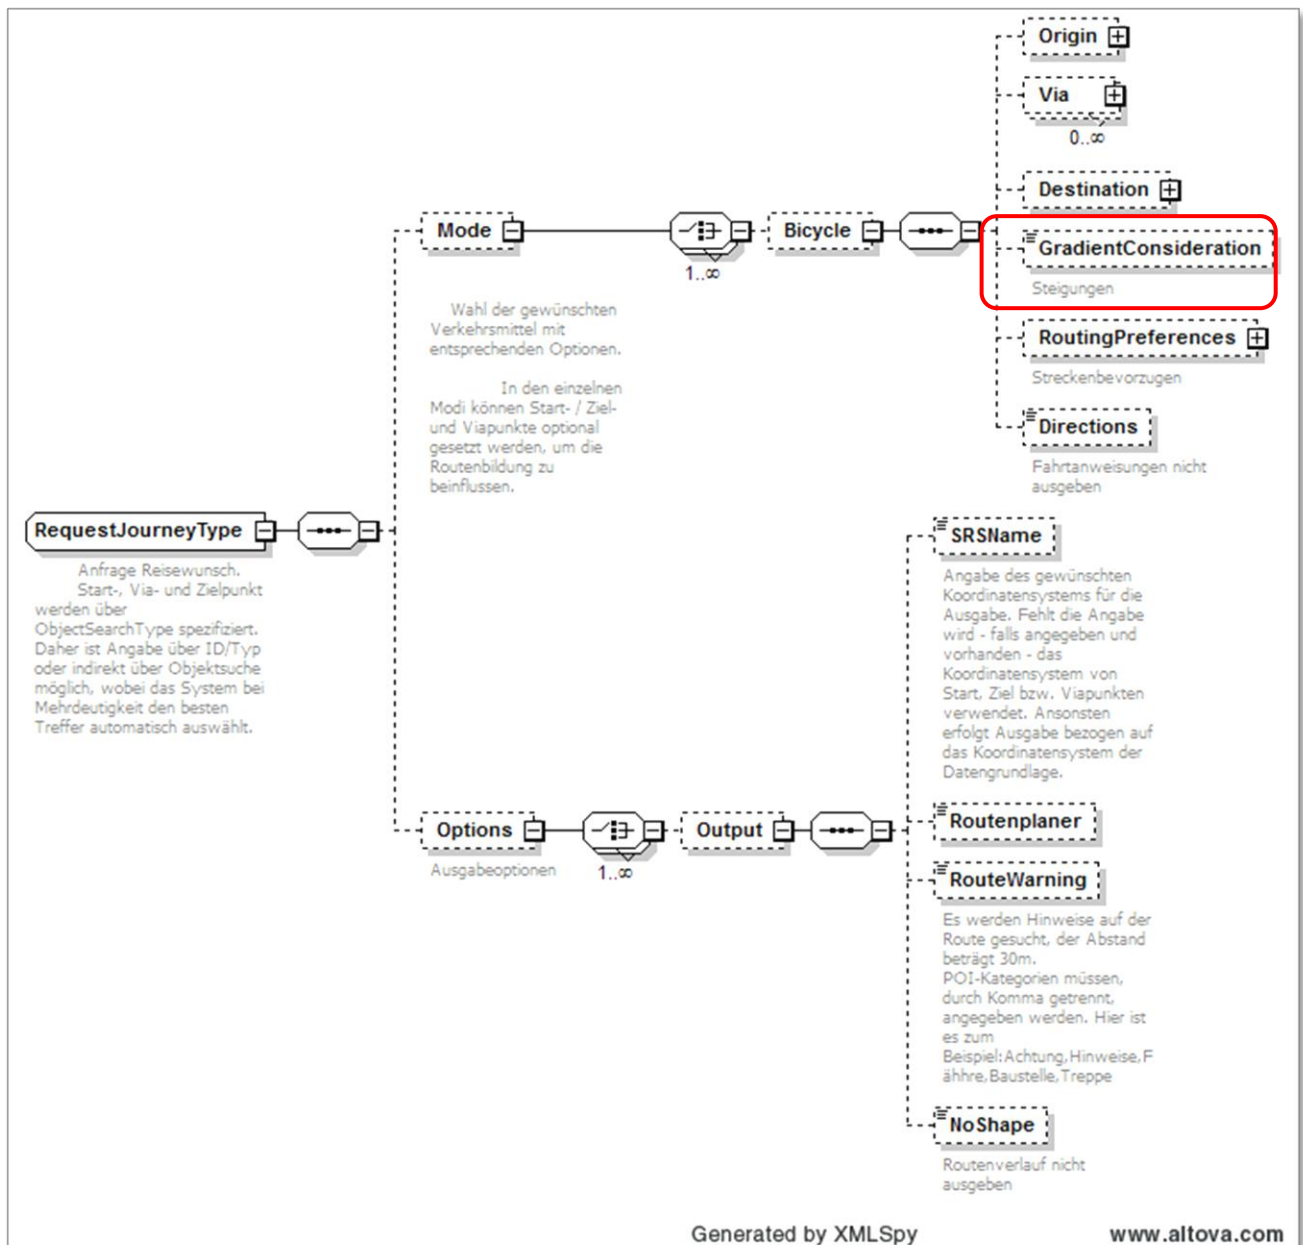 Origin
Via
0..∞
Destination
Mode
Bicycle
1..∞
GradientConsideration
Steigungen
Wahl der gewünschten
Verkehrsmittel mit
entsprechenden Optionen.
In den einzelnen
Modi können Start- / Ziel-
und Viapunkte optional
gesetzt werden, um die
Routenbildung zu
beinflussen.
RoutingPreferences
Streckenbevorzugen
Directions
Fahrtanweisungen nicht
ausgeben
RequestJourneyType
Anfrage Reisewunsch.
Start-, Via- und Zielpunkt
werden über
ObjectSearchType spezifiziert.
Daher ist Angabe über ID/Typ
oder indirekt über Objektsuche
möglich, wobei das System bei
Mehrdeutigkeit den besten
Treffer automatisch auswählt.
SRSName
Angabe des gewünschten
Koordinatensystems für die
Ausgabe. Fehlt die Angabe
wird - falls angegeben und
vorhanden - das
Koordinatensystem von
Start, Ziel bzw. Viapunkten
verwendet. Ansonsten
erfolgt Ausgabe bezogen auf
das Koordinatensystem der
Datengrundlage.
Options
Ausgabeoptionen
1..∞
Output
Routenplaner
RouteWarning
Es werden Hinweise auf der
Route gesucht, der Abstand
beträgt 30m.
POI-Kategorien müssen,
durch Komma getrennt,
angegeben werden. Hier ist
es zum
Beispiel:Achtung,Hinweise,F
ähhre,Baustelle,Treppe
NoShape
Routenverlauf nicht
ausgeben
Generated by XMLSpy
www.altova.com